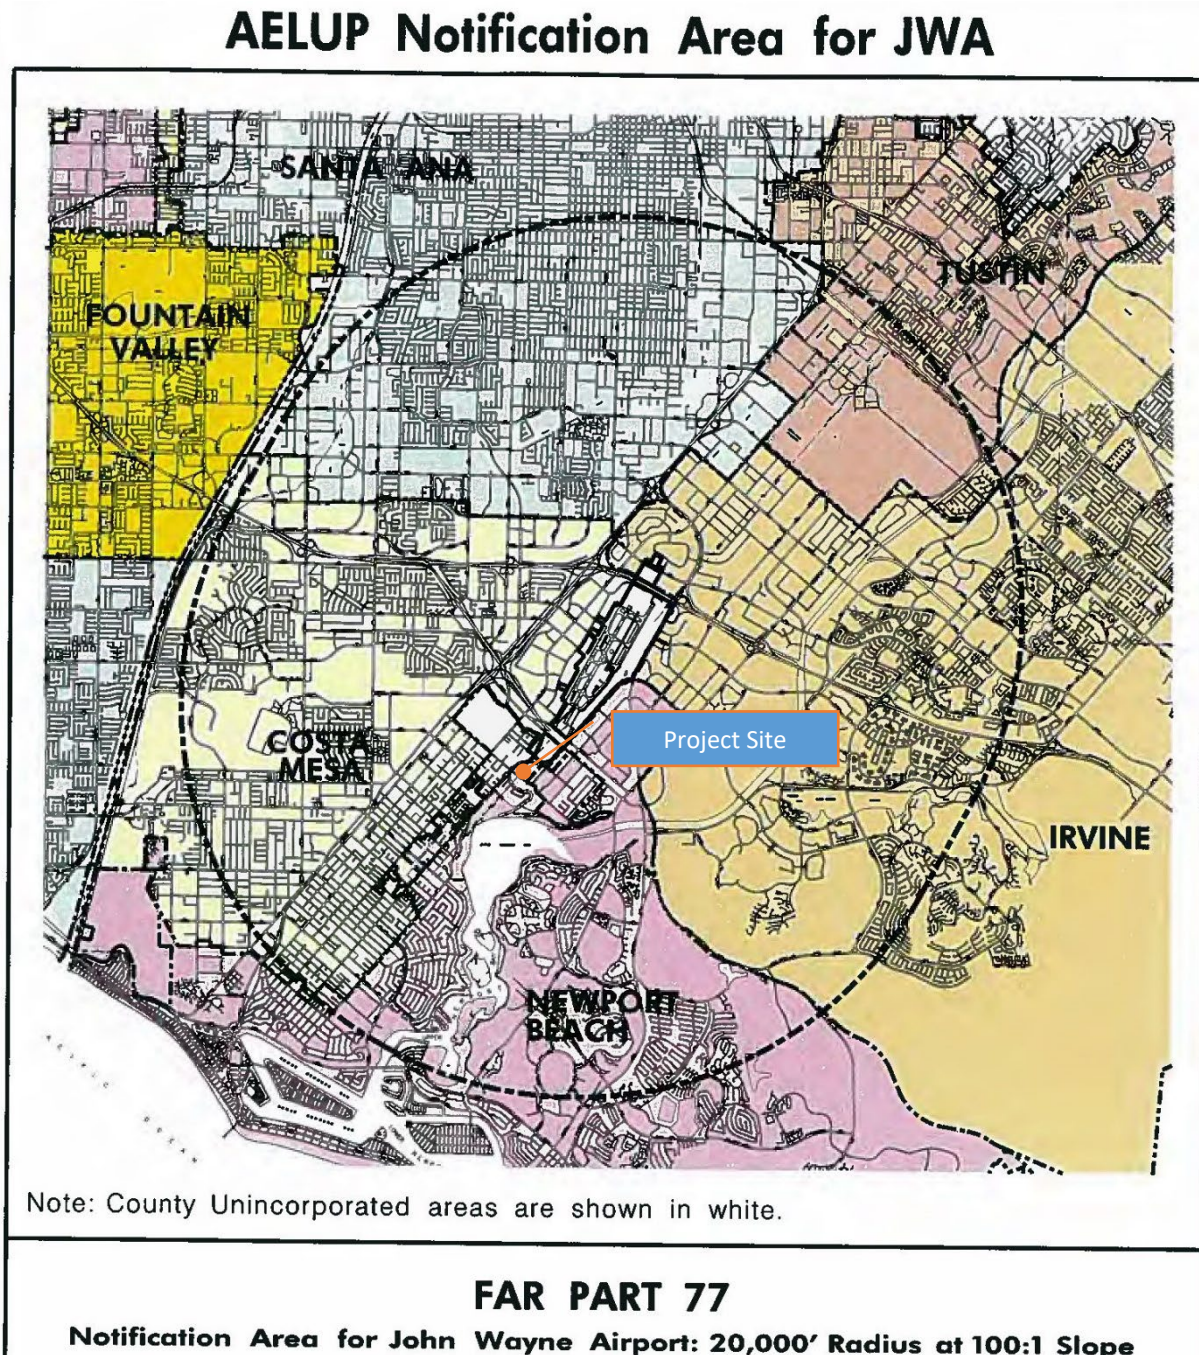 AELUP Notification Area for JWA
SANTA ANA
TUSTIN
FOUNTAIN
VALLEY
Project Site
COSTA
MESA
IRVINE
NEWPORT
BEACH
OCEAN
Note: County Unincorporated areas are shown in white.
FAR PART 77
Notification Area for John Wayne Airport: 20,000′ Radius at 100:1 Slope